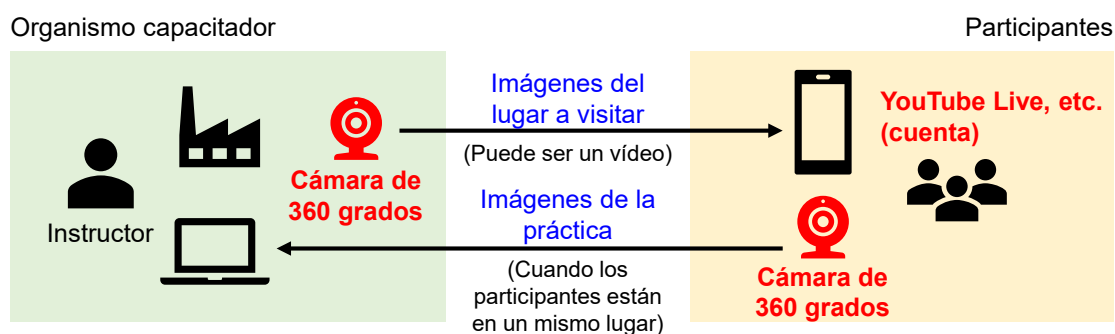 Organismo capacitador
Participantes
Instructor
Cámara de
360 grados
Imágenes del
lugar a visitar
(Puede ser un vídeo)
Imágenes de la
práctica
(Cuando los
participantes están
en un mismo lugar)
YouTube Live, etc.
(cuenta)
Cámara de
360 grados